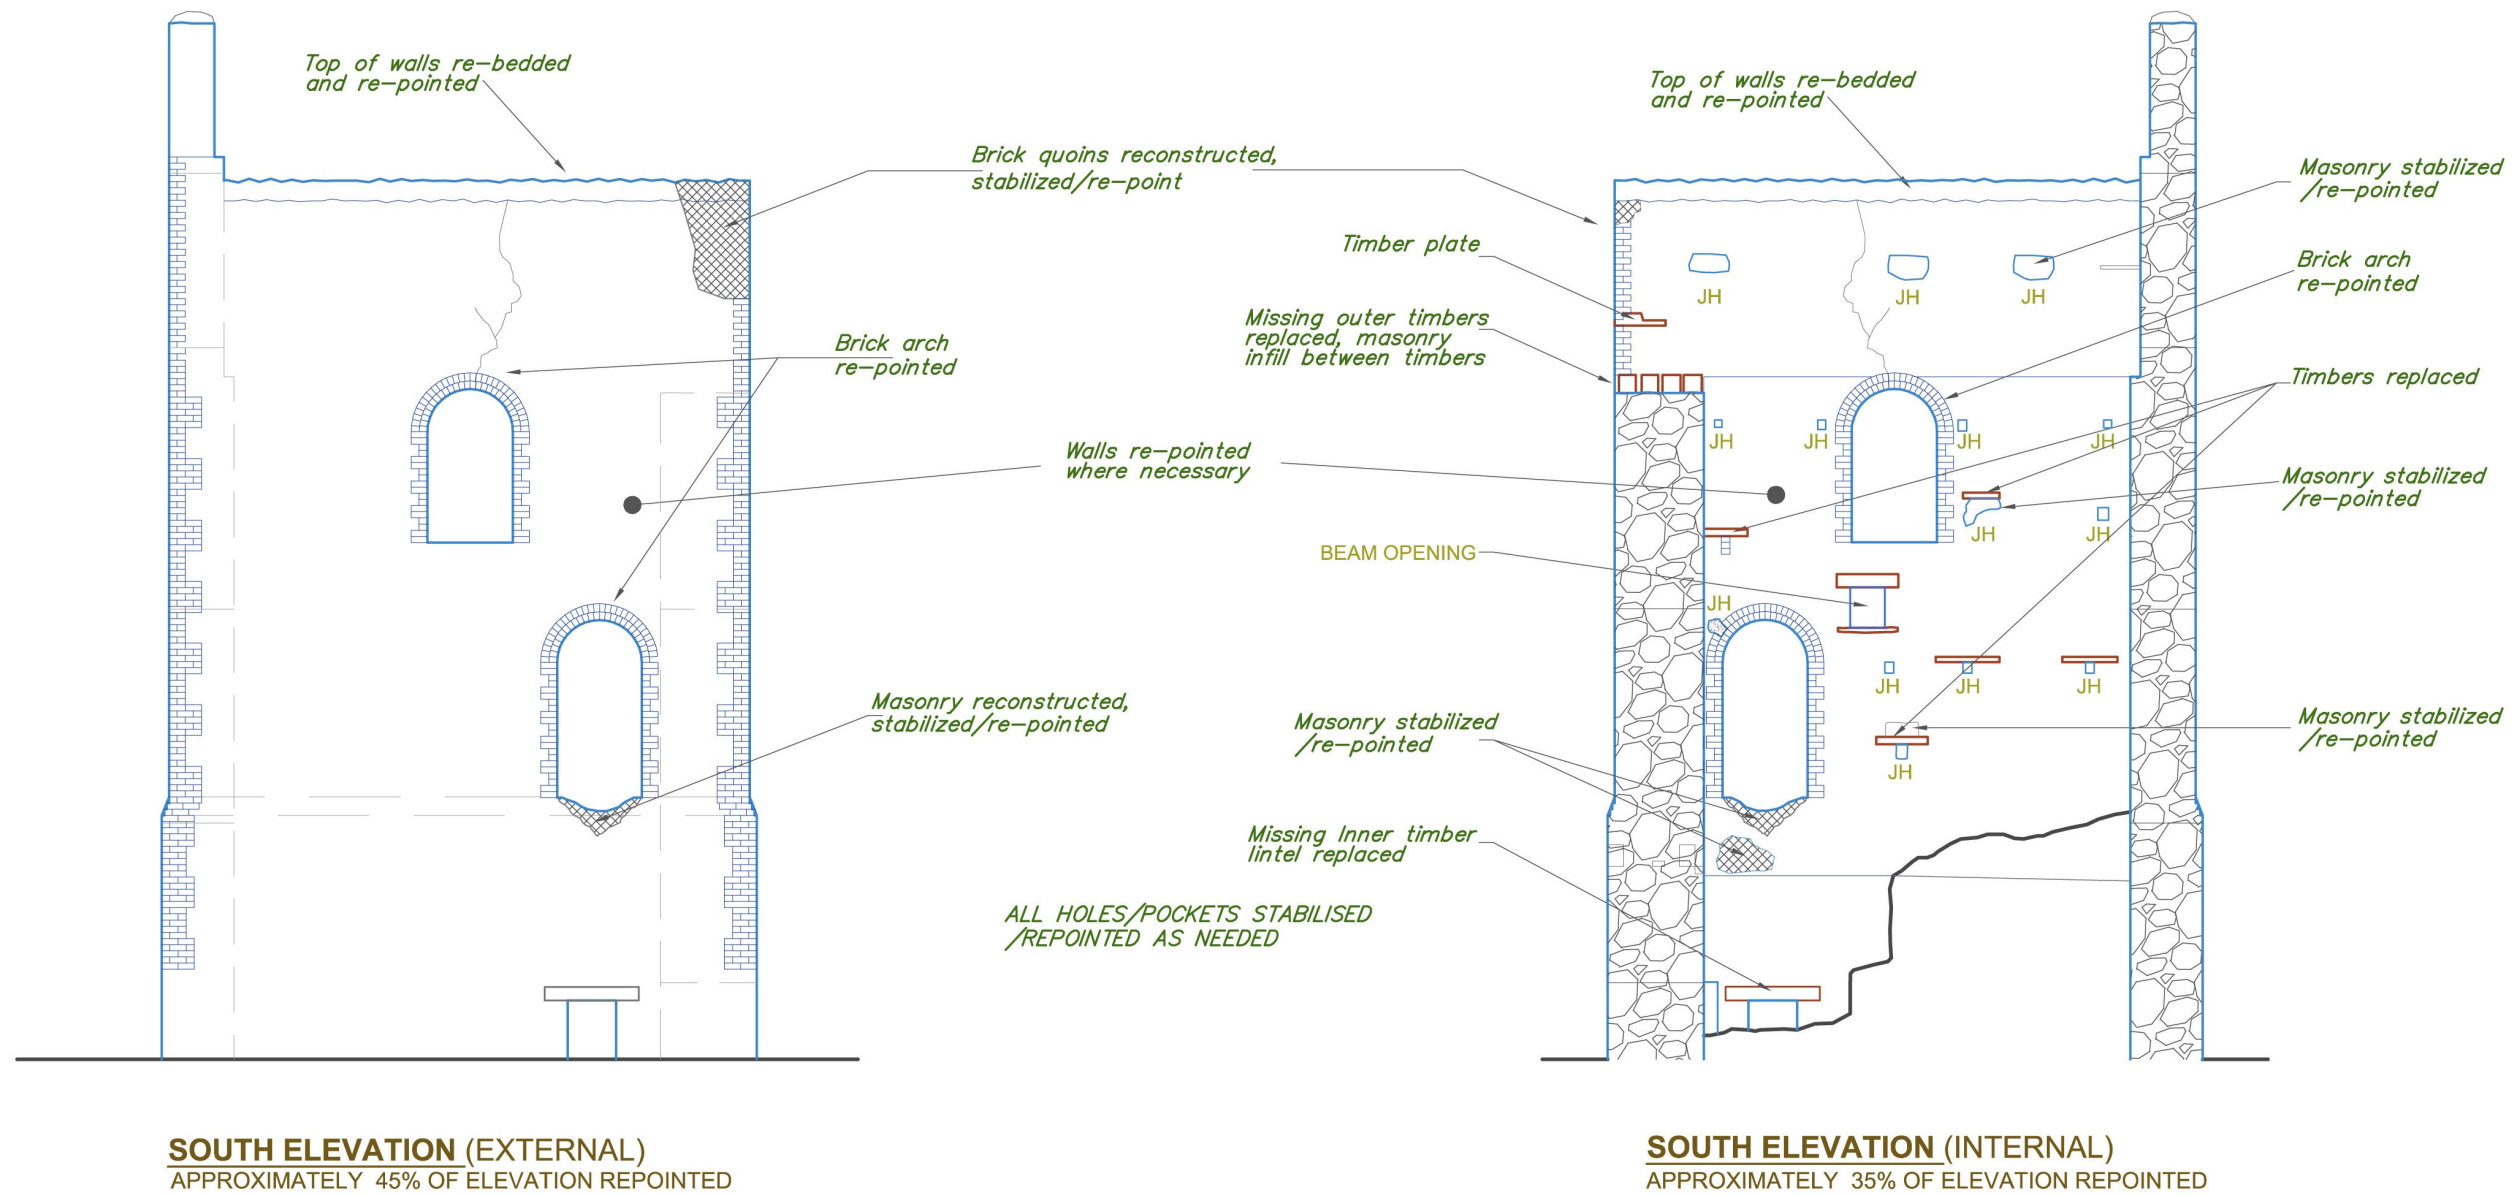 Top of walls re-bedded
and re-pointed
Brick quoins reconstructed,
stabilized/re-point
Brick arch
re-pointed
Walls re-pointed
where necessary
Masonry reconstructed,
stabilized/re-pointed
ALL HOLES/POCKETS STABILISED
/REPOINTED AS NEEDED
SOUTH ELEVATION (EXTERNAL)
APPROXIMATELY 45% OF ELEVATION REPOINTED
Top of walls re-bedded
and re-pointed
Timber plate
Missing outer timbers
replaced, masonry
infill between timbers
BEAM OPENING
Masonry stabilized
/re-pointed
Missing Inner timber
lintel replaced
JH
JH
JH
JH
JH
JH
JH
JH
JH
JH
JH
JH
JH
JH
Masonry stabilized
/re-pointed
Brick arch
re-pointed
Timbers replaced
Masonry stabilized
/re-pointed
Masonry stabilized
/re-pointed
SOUTH ELEVATION (INTERNAL)
APPROXIMATELY 35% OF ELEVATION REPOINTED